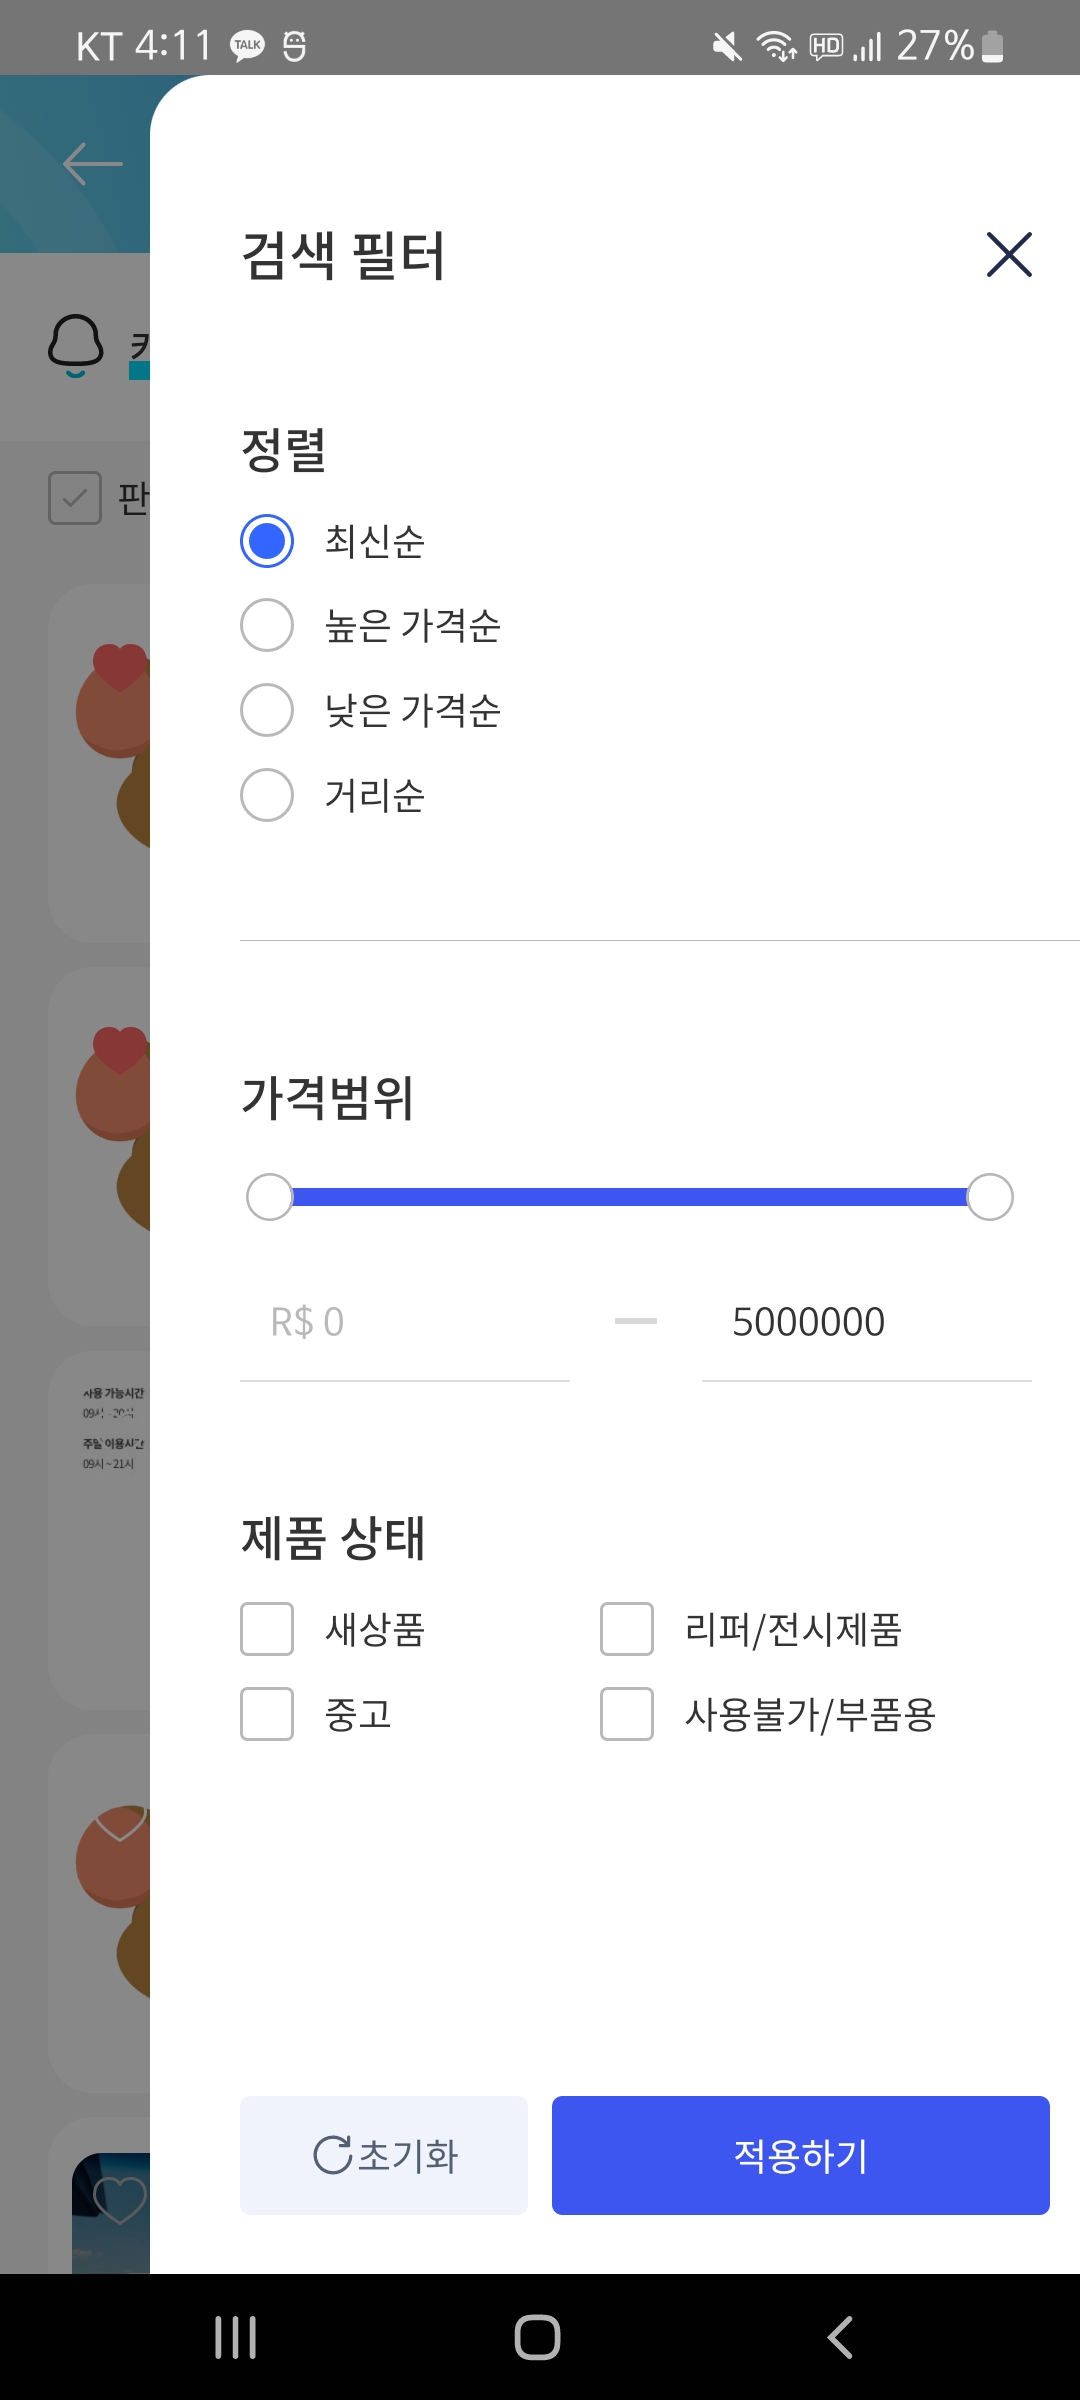 KT 4:11 TALK HD 27%
검색 필터
정렬
최신순
높은 가격순
낮은 가격순
거리순
가격범위
R$ 0 — 5000000
제품 상태
새상품 리퍼/전시제품
중고 사용불가/부품용
초기화 적용하기
판
사용 가능시간
09시 ~ 20시
주말 이용시간
09시 ~ 21시